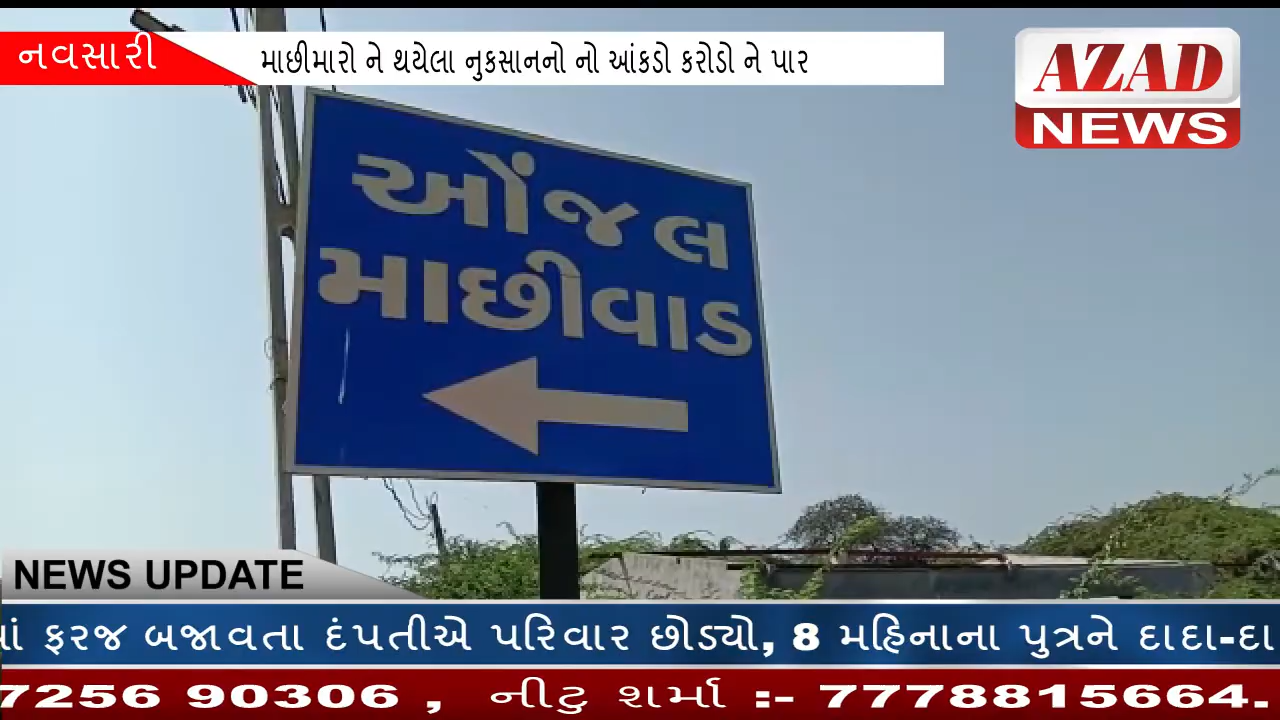 નવસારી
માછીમારો ને થયેલા નુકસાનનો નો આંકડો કરોડો ને પાર
AZAD
NEWS
ઓંજલ
માછીવાડ
NEWS UPDATE
ફરજ બજાવતા દંપતીએ પરિવાર છોડ્યો, 8 મહિનાના પુત્રને દાદા-દા
7256 90306 , નીટુ શર્મા :- 7778815664.